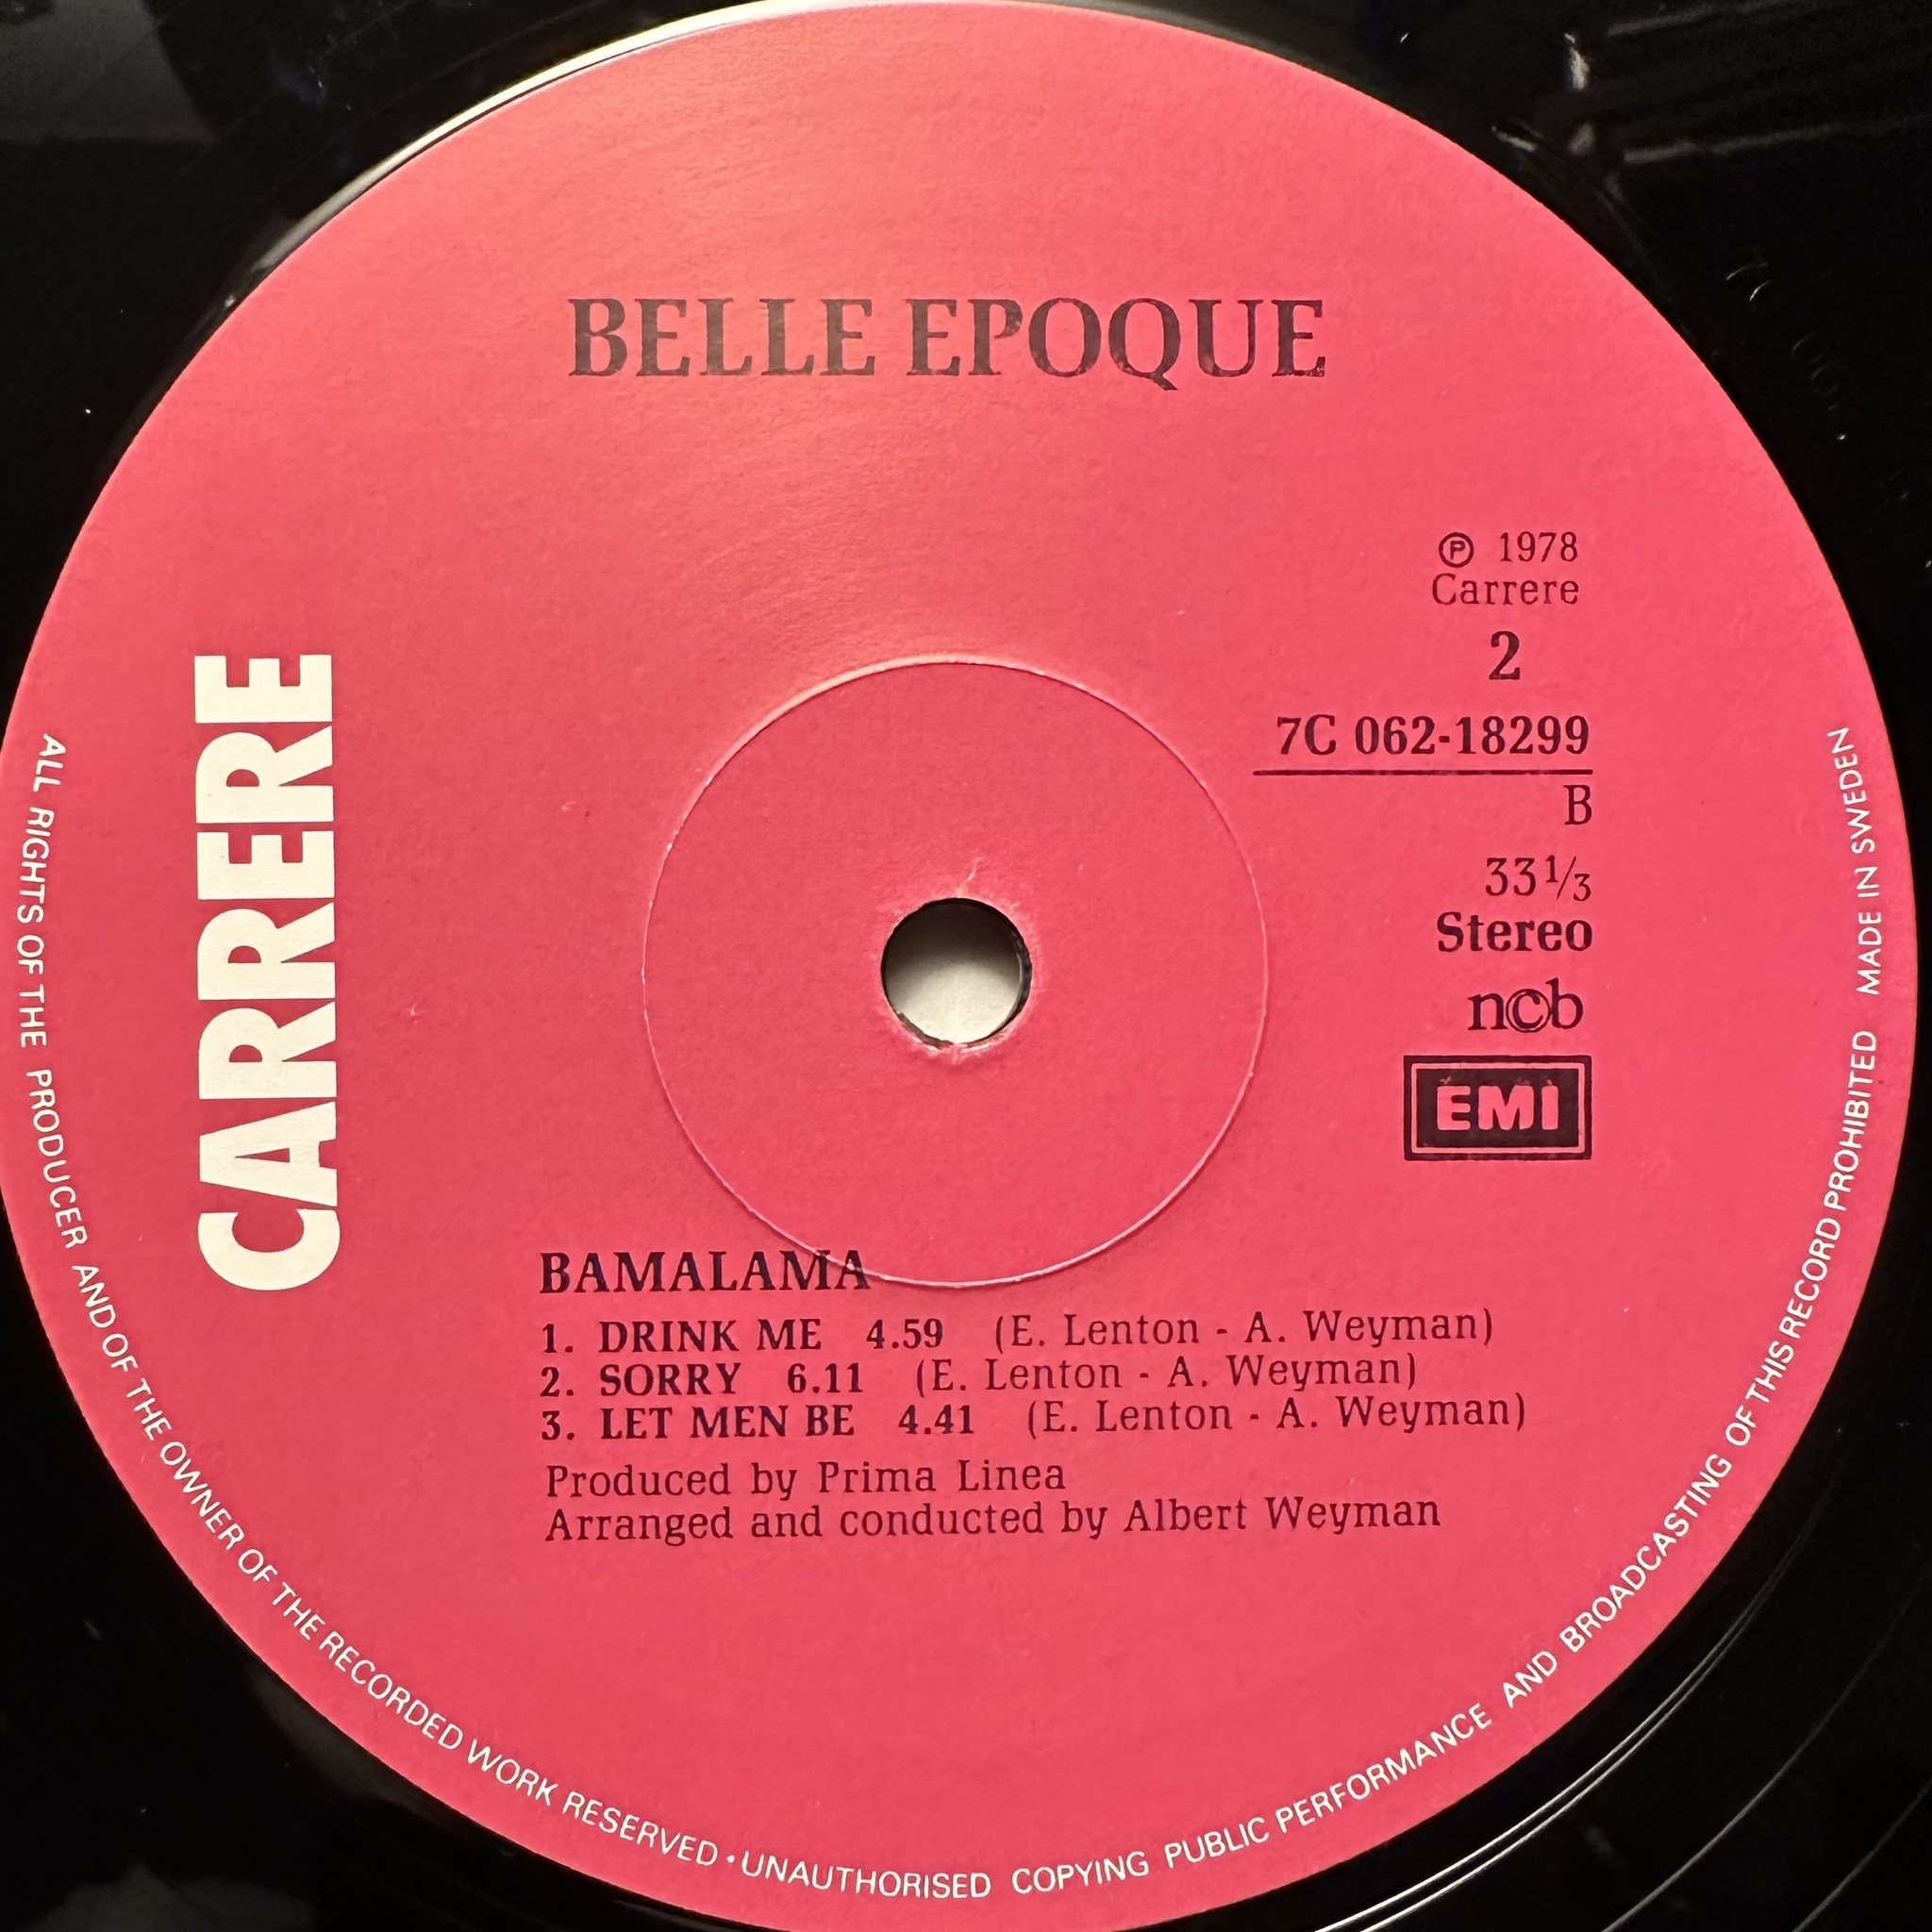 BELLE EPOQUE
℗ 1978
Carrere
2
7C 062-18299
B
33 1/3
Stereo
n©b
EMI
CARRERE
BAMALAMA
1. DRINK ME 4.59 (E. Lenton - A. Weyman)
2. SORRY 6.11 (E. Lenton - A. Weyman)
3. LET MEN BE 4.41 (E. Lenton - A. Weyman)
Produced by Prima Linea
Arranged and conducted by Albert Weyman
ALL RIGHTS OF THE PRODUCER AND OF THE OWNER OF THE RECORDED WORK RESERVED · UNAUTHORISED COPYING PUBLIC PERFORMANCE AND BROADCASTING OF THIS RECORD PROHIBITED MADE IN SWEDEN